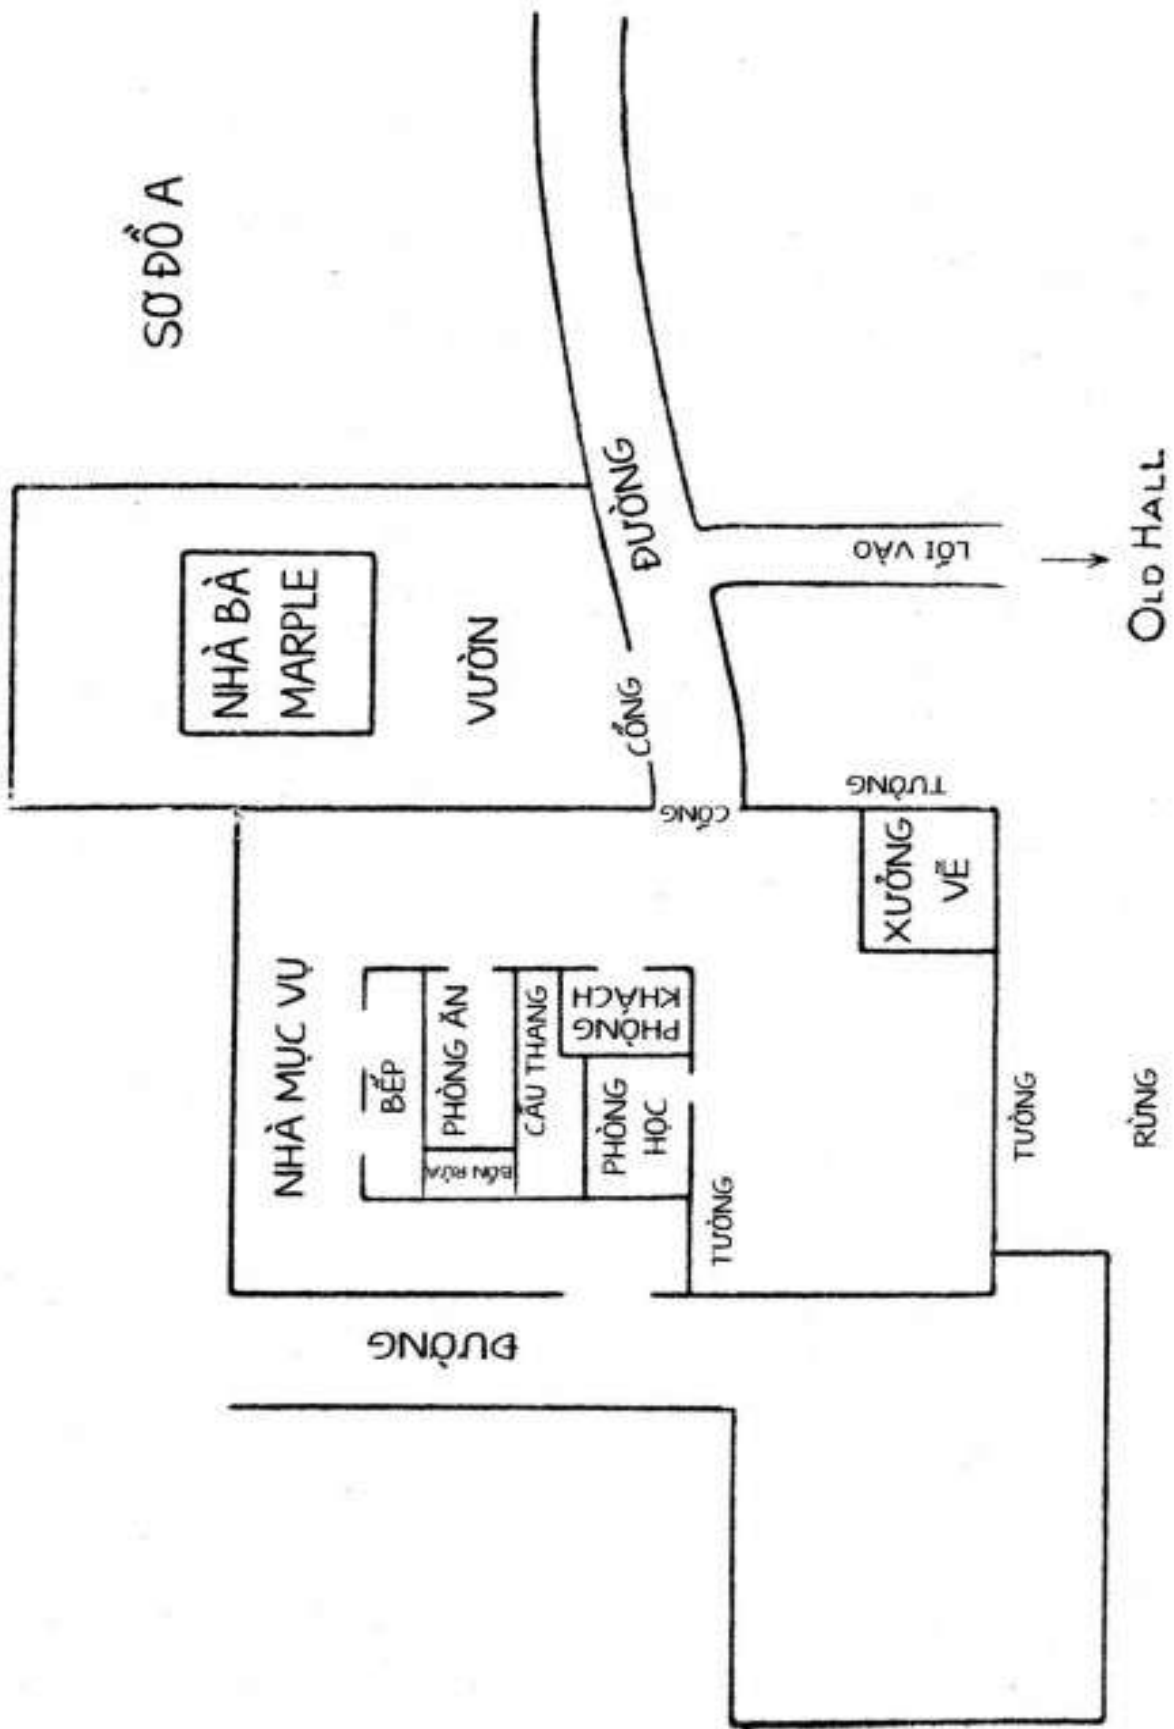 SƠ ĐỒ A
NHÀ BÀ
MARPLE
VƯỜN
CỔNG
ĐƯỜNG
CỔNG
LỐI VÀO
OLD HALL
TƯỜNG
XƯỞNG
VẼ
NHÀ MỤC VỤ
BẾP
PHÒNG ĂN
BỒN RỬA
CẦU THANG
PHÒNG
KHÁCH
PHÒNG
HỌC
TƯỜNG
TƯỜNG
RỪNG
ĐƯỜNG